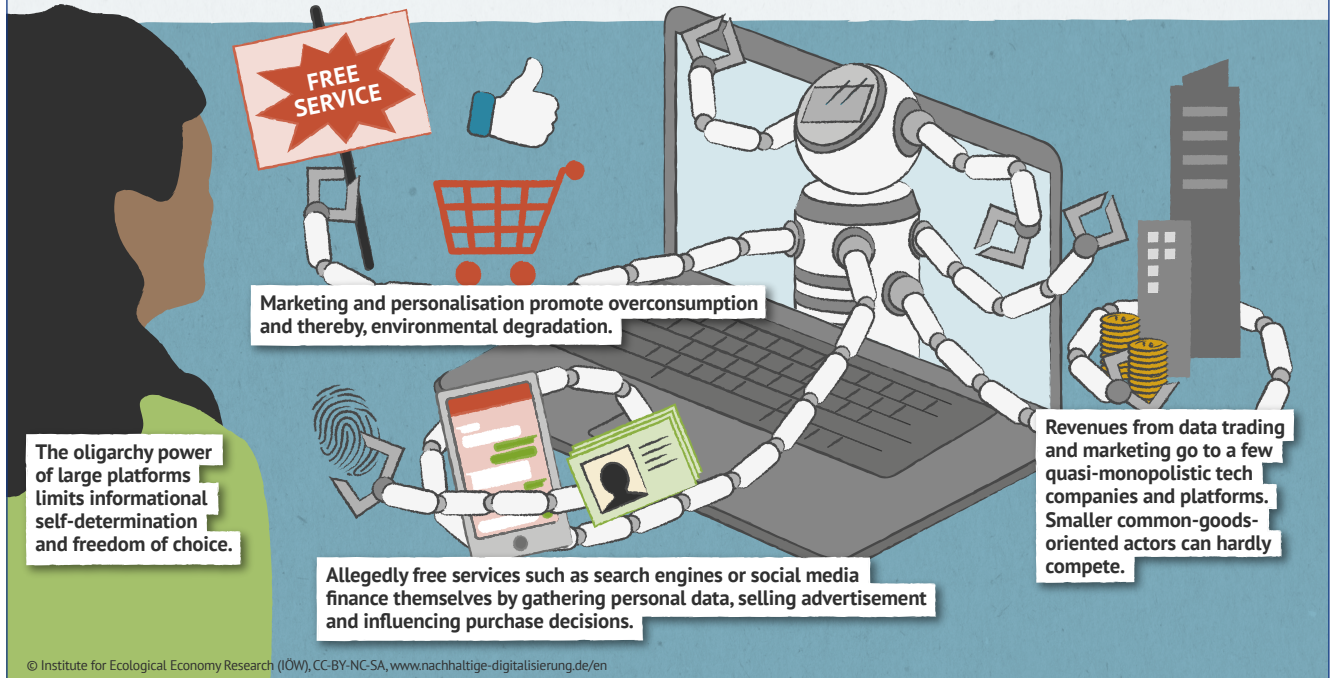 FREE
SERVICE
Marketing and personalisation promote overconsumption
and thereby, environmental degradation.
The oligarchy power
of large platforms
limits informational
self-determination
and freedom of choice.
Revenues from data trading
and marketing go to a few
quasi-monopolistic tech
companies and platforms.
Smaller common-goods-
oriented actors can hardly
compete.
Allegedly free services such as search engines or social media
finance themselves by gathering personal data, selling advertisement
and influencing purchase decisions.
© Institute for Ecological Economy Research (IÖW), CC-BY-NC-SA, www.nachhaltige-digitalisierung.de/en